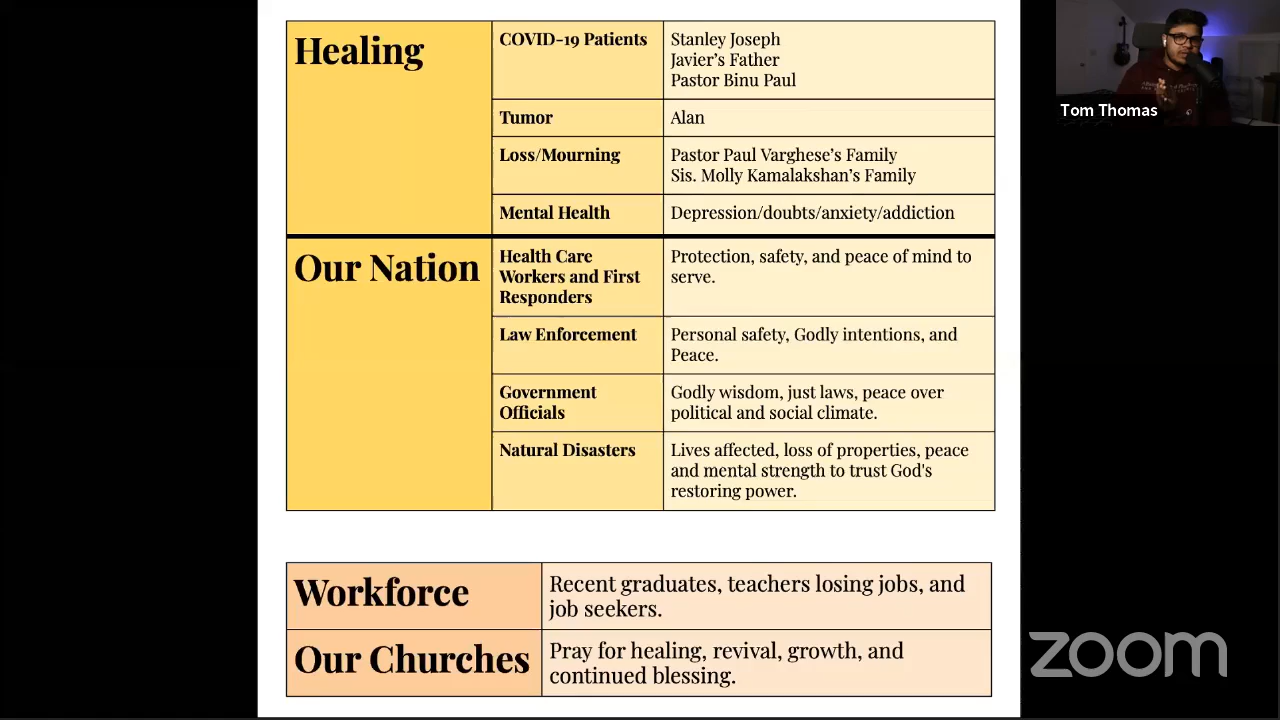 Healing
COVID-19 Patients
Stanley Joseph
Javier's Father
Pastor Binu Paul
Tumor
Alan
Loss/Mourning
Pastor Paul Varghese's Family
Sis. Molly Kamalakshan's Family
Mental Health
Depression/doubts/anxiety/addiction
Our Nation
Health Care
Workers and First
Responders
Protection, safety, and peace of mind to
serve.
Law Enforcement
Personal safety, Godly intentions, and
Peace.
Government
Officials
Godly wisdom, just laws, peace over
political and social climate.
Natural Disasters
Lives affected, loss of properties, peace
and mental strength to trust God's
restoring power.
Workforce
Recent graduates, teachers losing jobs, and
job seekers.
Our Churches
Pray for healing, revival, growth, and
continued blessing.
Tom Thomas
zoom